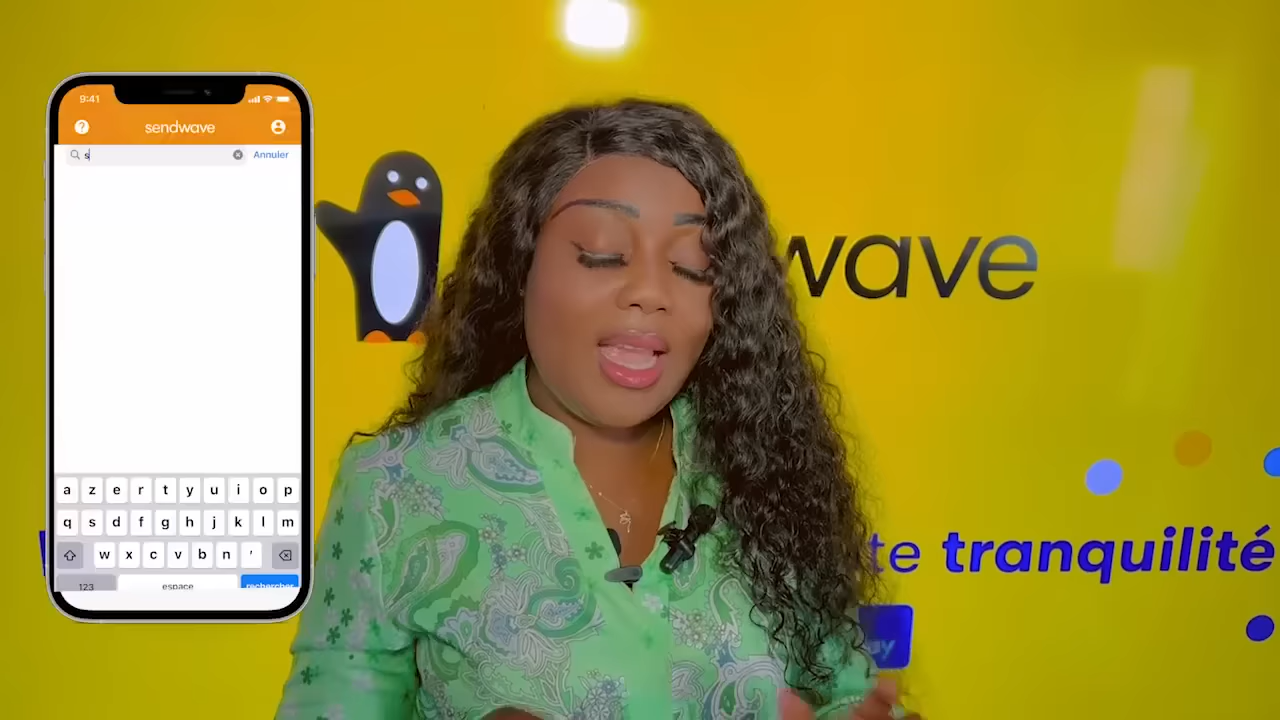 9:41
sendwave
s
Annuler
a z e r t y u i o p
q s d f g h j k l m
w x c v b n '
123 espace rechercher
wave
te tranquilité